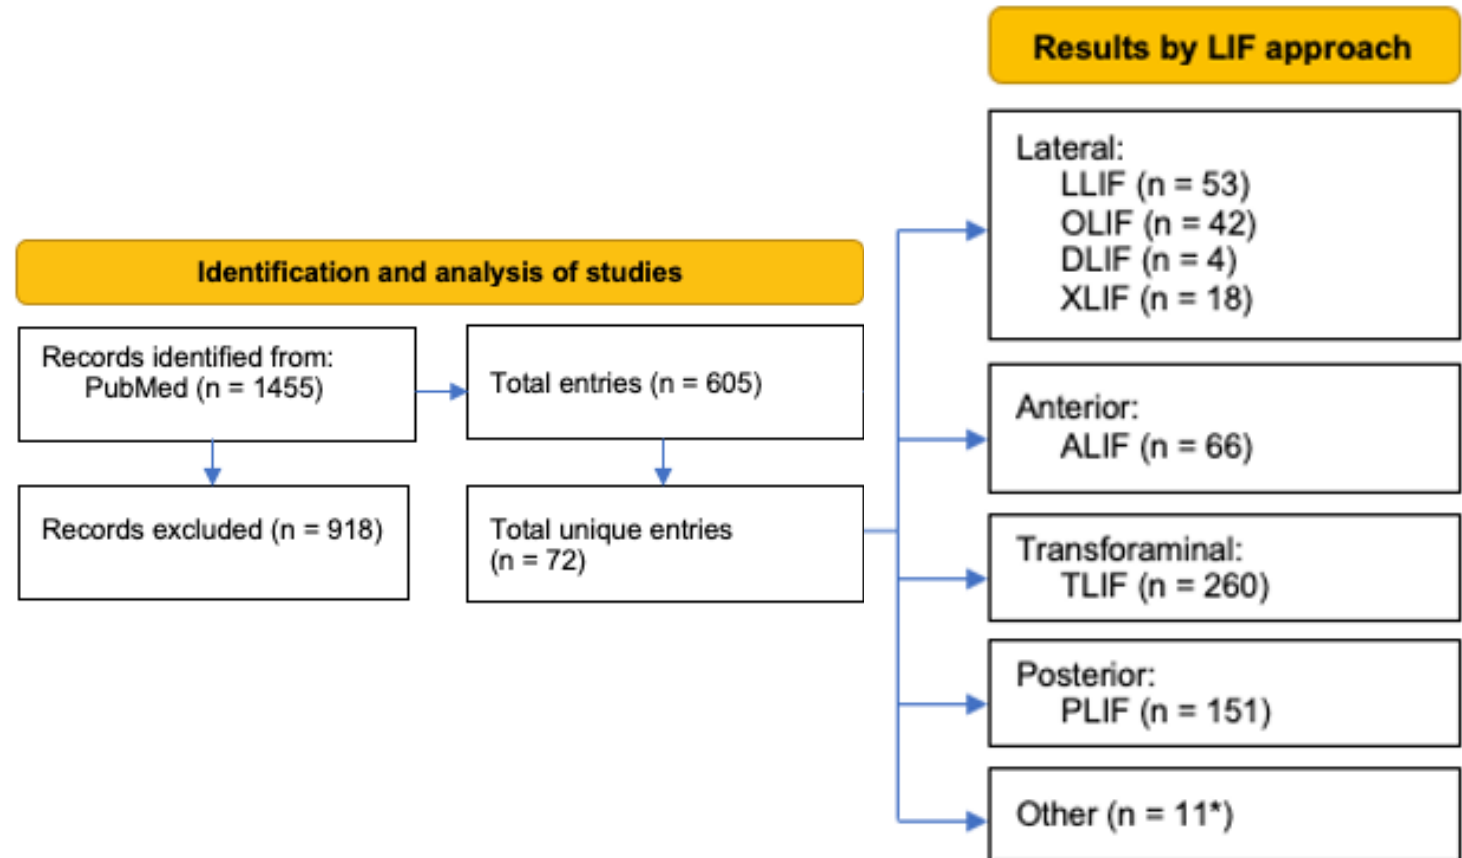 Identification and analysis of studies
Records identified from:
PubMed (n = 1455)
Total entries (n = 605)
Records excluded (n = 918)
Total unique entries
(n = 72)
Results by LIF approach
Lateral:
LLIF (n = 53)
OLIF (n = 42)
DLIF (n = 4)
XLIF (n = 18)
Anterior:
ALIF (n = 66)
Transforaminal:
TLIF (n = 260)
Posterior:
PLIF (n = 151)
Other (n = 11*)